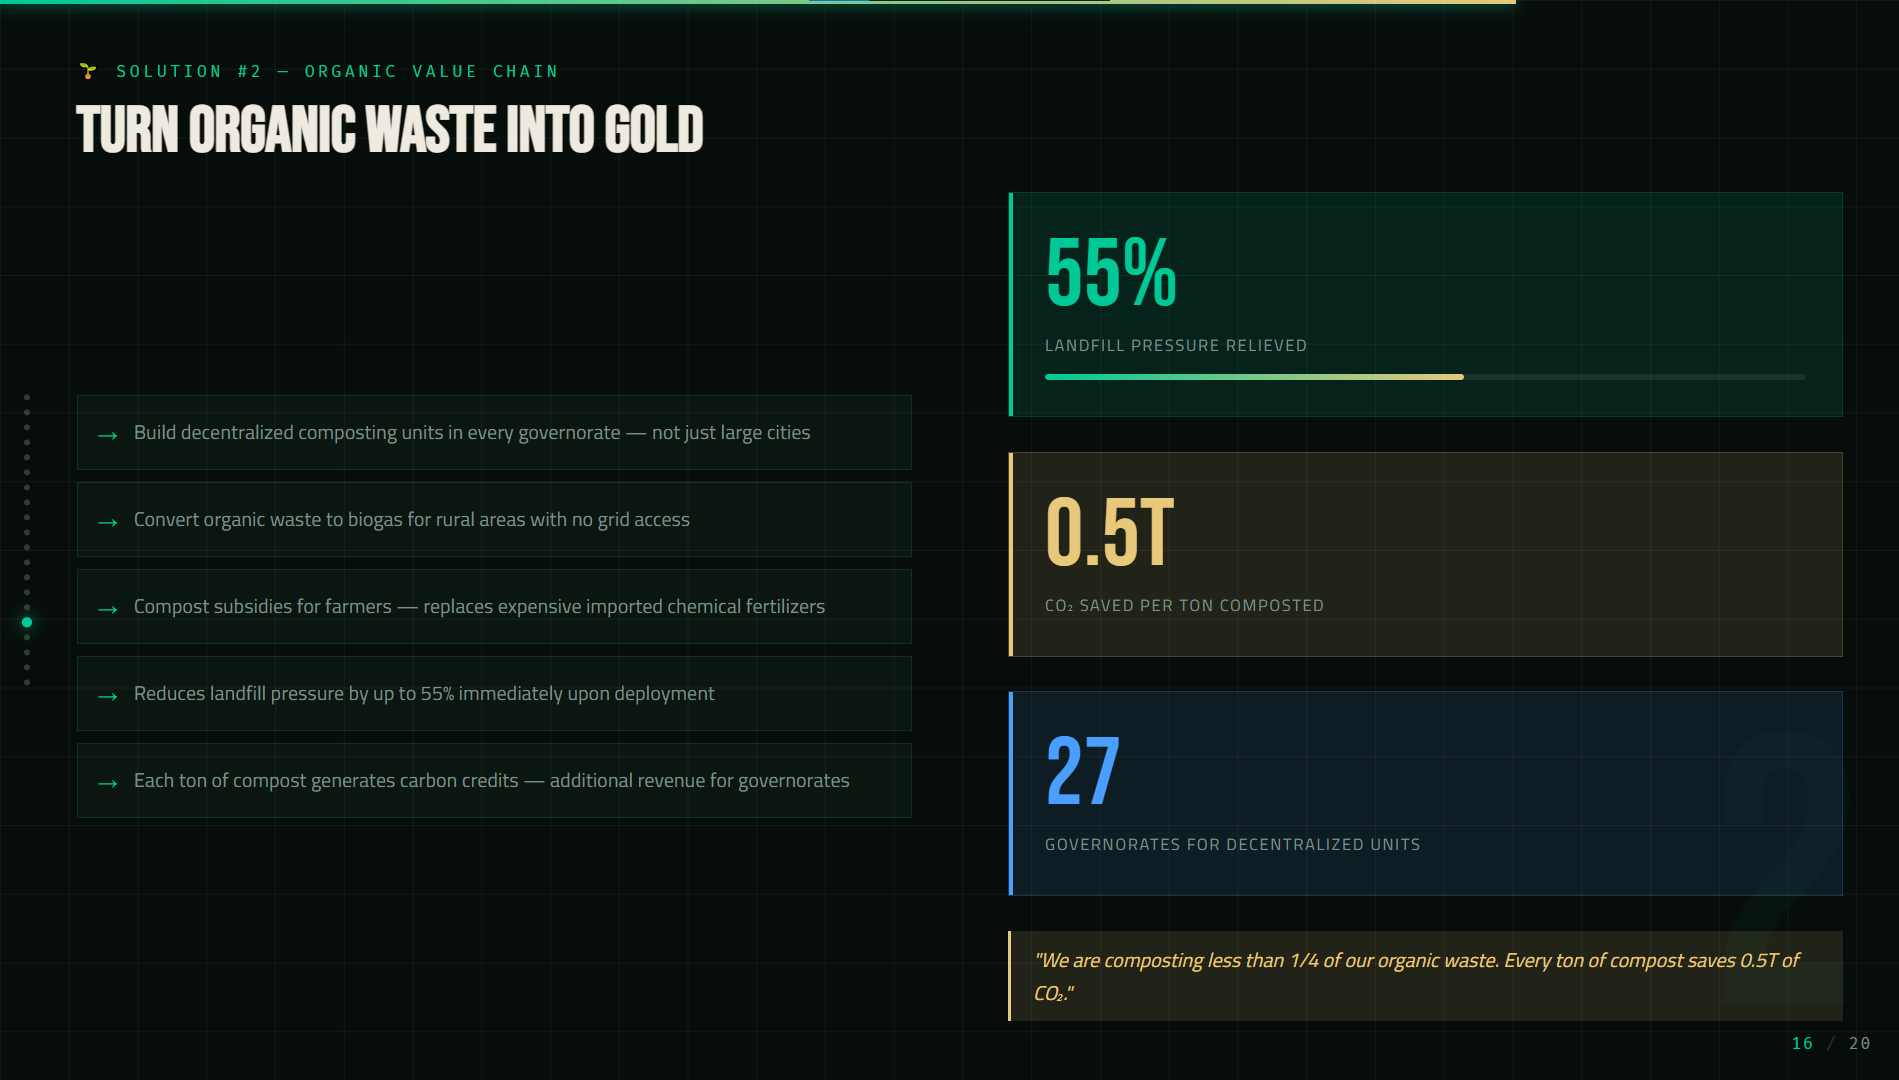 SOLUTION #2 — ORGANIC VALUE CHAIN
TURN ORGANIC WASTE INTO GOLD
→ Build decentralized composting units in every governorate — not just large cities
→ Convert organic waste to biogas for rural areas with no grid access
→ Compost subsidies for farmers — replaces expensive imported chemical fertilizers
→ Reduces landfill pressure by up to 55% immediately upon deployment
→ Each ton of compost generates carbon credits — additional revenue for governorates
55%
LANDFILL PRESSURE RELIEVED
0.5T
CO₂ SAVED PER TON COMPOSTED
27
GOVERNORATES FOR DECENTRALIZED UNITS
2
"We are composting less than 1/4 of our organic waste. Every ton of compost saves 0.5T of
CO₂."
16 / 20